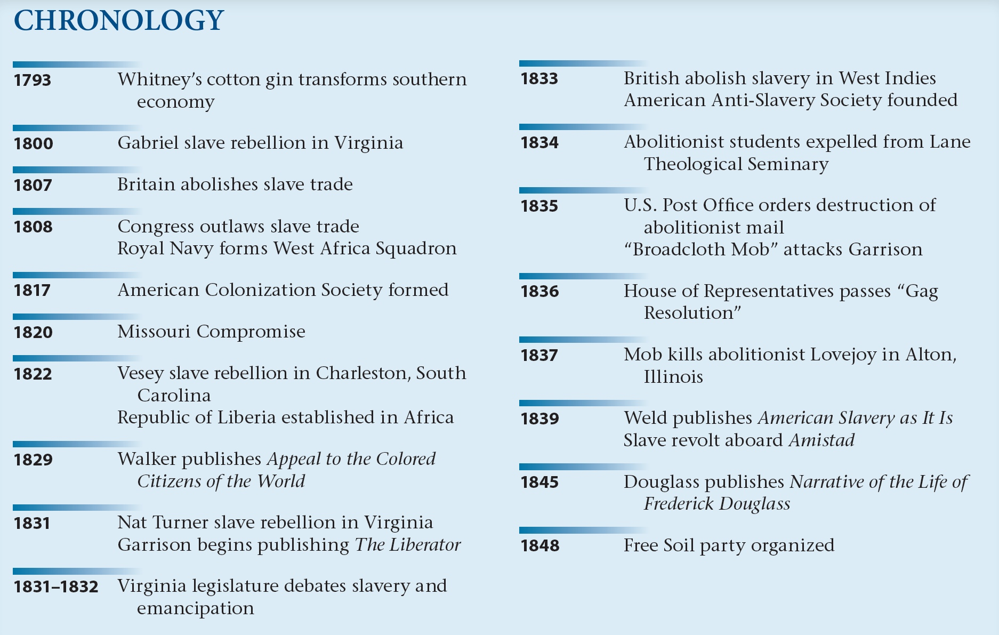 CHRONOLOGY
1793 Whitney’s cotton gin transforms southern
economy
1800 Gabriel slave rebellion in Virginia
1807 Britain abolishes slave trade
1808 Congress outlaws slave trade
Royal Navy forms West Africa Squadron
1817 American Colonization Society formed
1820 Missouri Compromise
1822 Vesey slave rebellion in Charleston, South
Carolina
Republic of Liberia established in Africa
1829 Walker publishes Appeal to the Colored
Citizens of the World
1831 Nat Turner slave rebellion in Virginia
Garrison begins publishing The Liberator
1831–1832 Virginia legislature debates slavery and
emancipation
1833 British abolish slavery in West Indies
American Anti-Slavery Society founded
1834 Abolitionist students expelled from Lane
Theological Seminary
1835 U.S. Post Office orders destruction of
abolitionist mail
“Broadcloth Mob” attacks Garrison
1836 House of Representatives passes “Gag
Resolution”
1837 Mob kills abolitionist Lovejoy in Alton,
Illinois
1839 Weld publishes American Slavery as It Is
Slave revolt aboard Amistad
1845 Douglass publishes Narrative of the Life of
Frederick Douglass
1848 Free Soil party organized